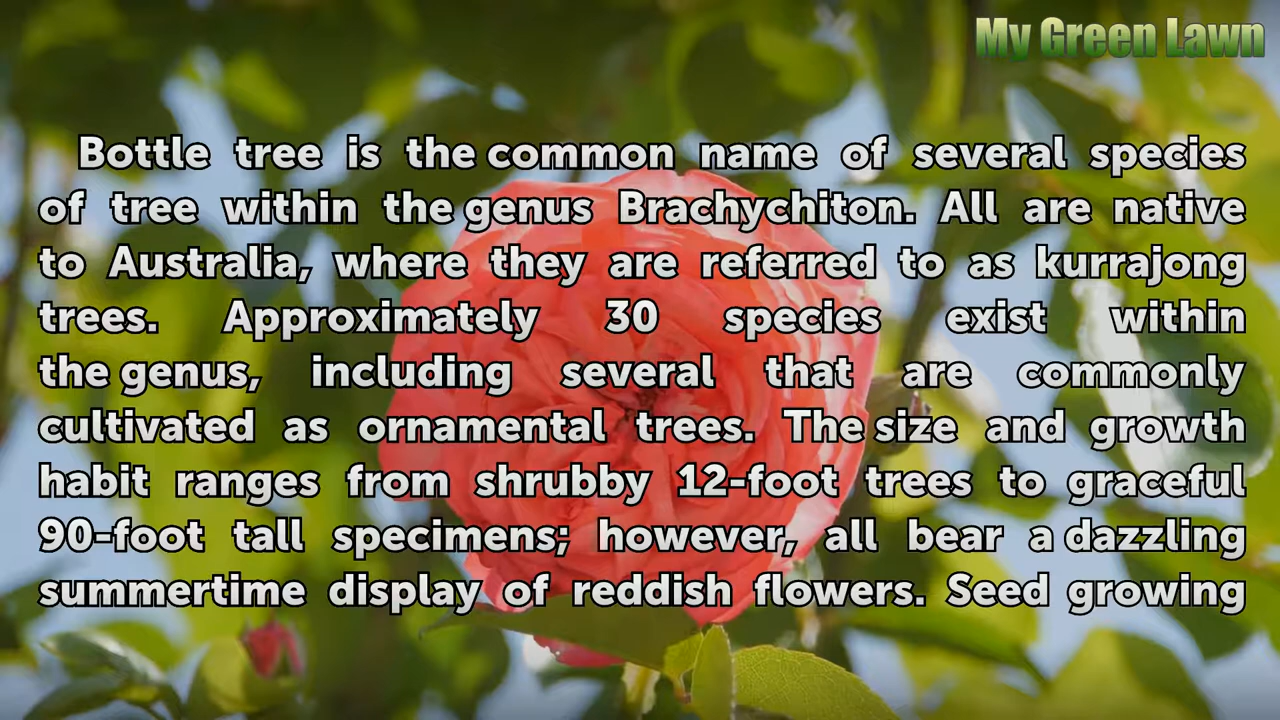 My Green Lawn
Bottle tree is the common name of several species
of tree within the genus Brachychiton. All are native
to Australia, where they are referred to as kurrajong
trees. Approximately 30 species exist within
the genus, including several that are commonly
cultivated as ornamental trees. The size and growth
habit ranges from shrubby 12-foot trees to graceful
90-foot tall specimens; however, all bear a dazzling
summertime display of reddish flowers. Seed growing